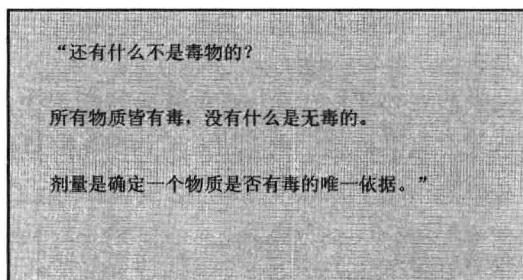 “还有什么不是毒物的？
所有物质皆有毒，没有什么是无毒的。
剂量是确定一个物质是否有毒的唯一依据。”